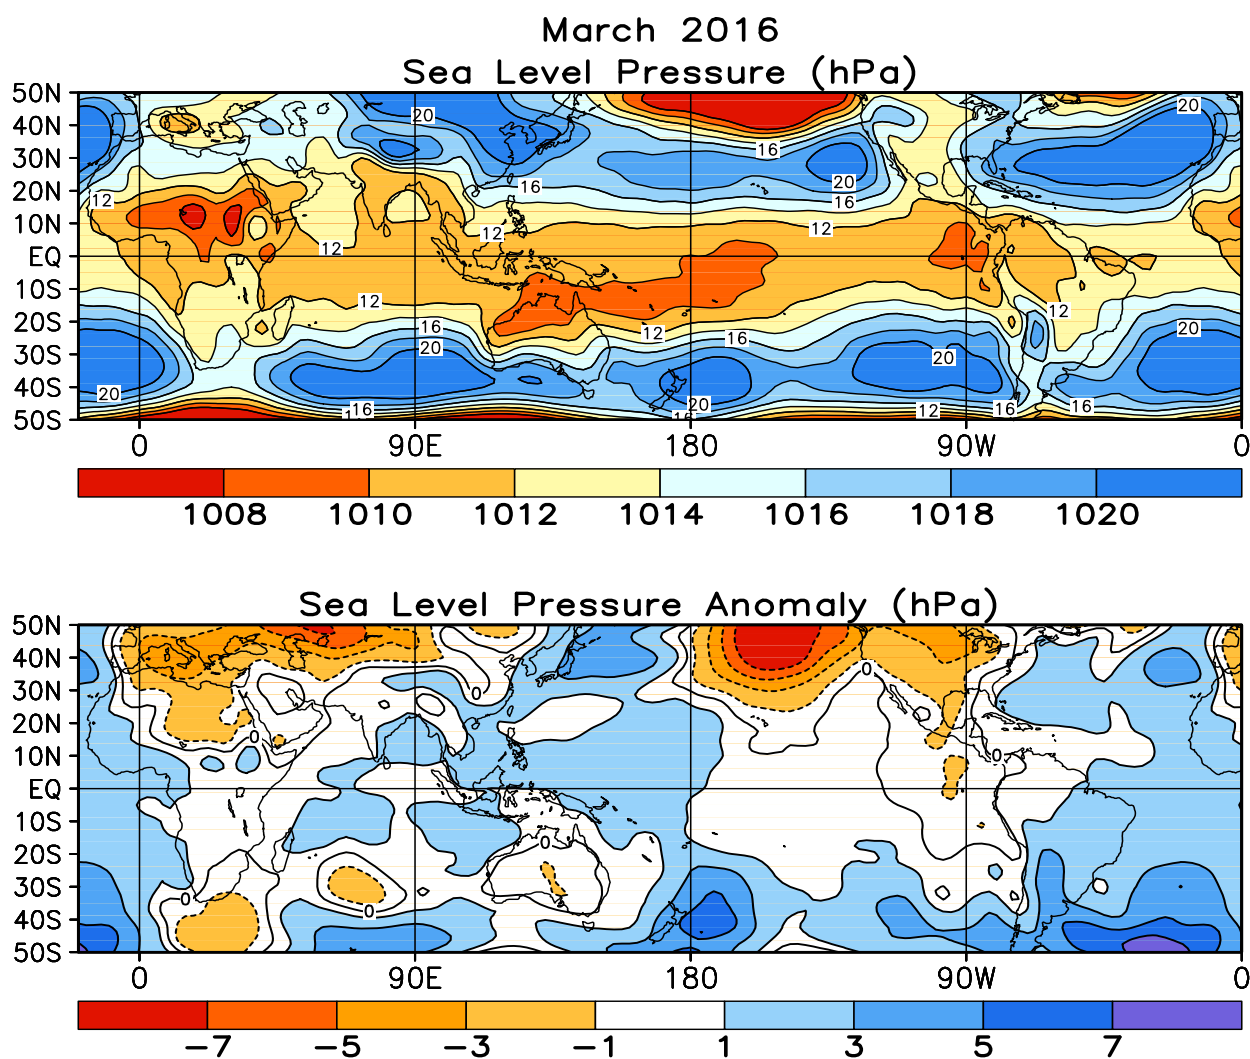 March 2016
Sea Level Pressure (hPa)
50N
40N
30N
20N
10N
EQ
10S
20S
30S
40S
50S
20
20
16
16
20
16
12
12
12
12
12
12
16
20
20
12
16
12
20
20
16
20
12
16
16
0
90E
180
90W
0
1008 1010 1012 1014 1016 1018 1020
Sea Level Pressure Anomaly (hPa)
50N
40N
30N
20N
10N
EQ
10S
20S
30S
40S
50S
0
0
0
0
0
0
0
0 90E 180 90W 0
−7 −5 −3 −1 1 3 5 7